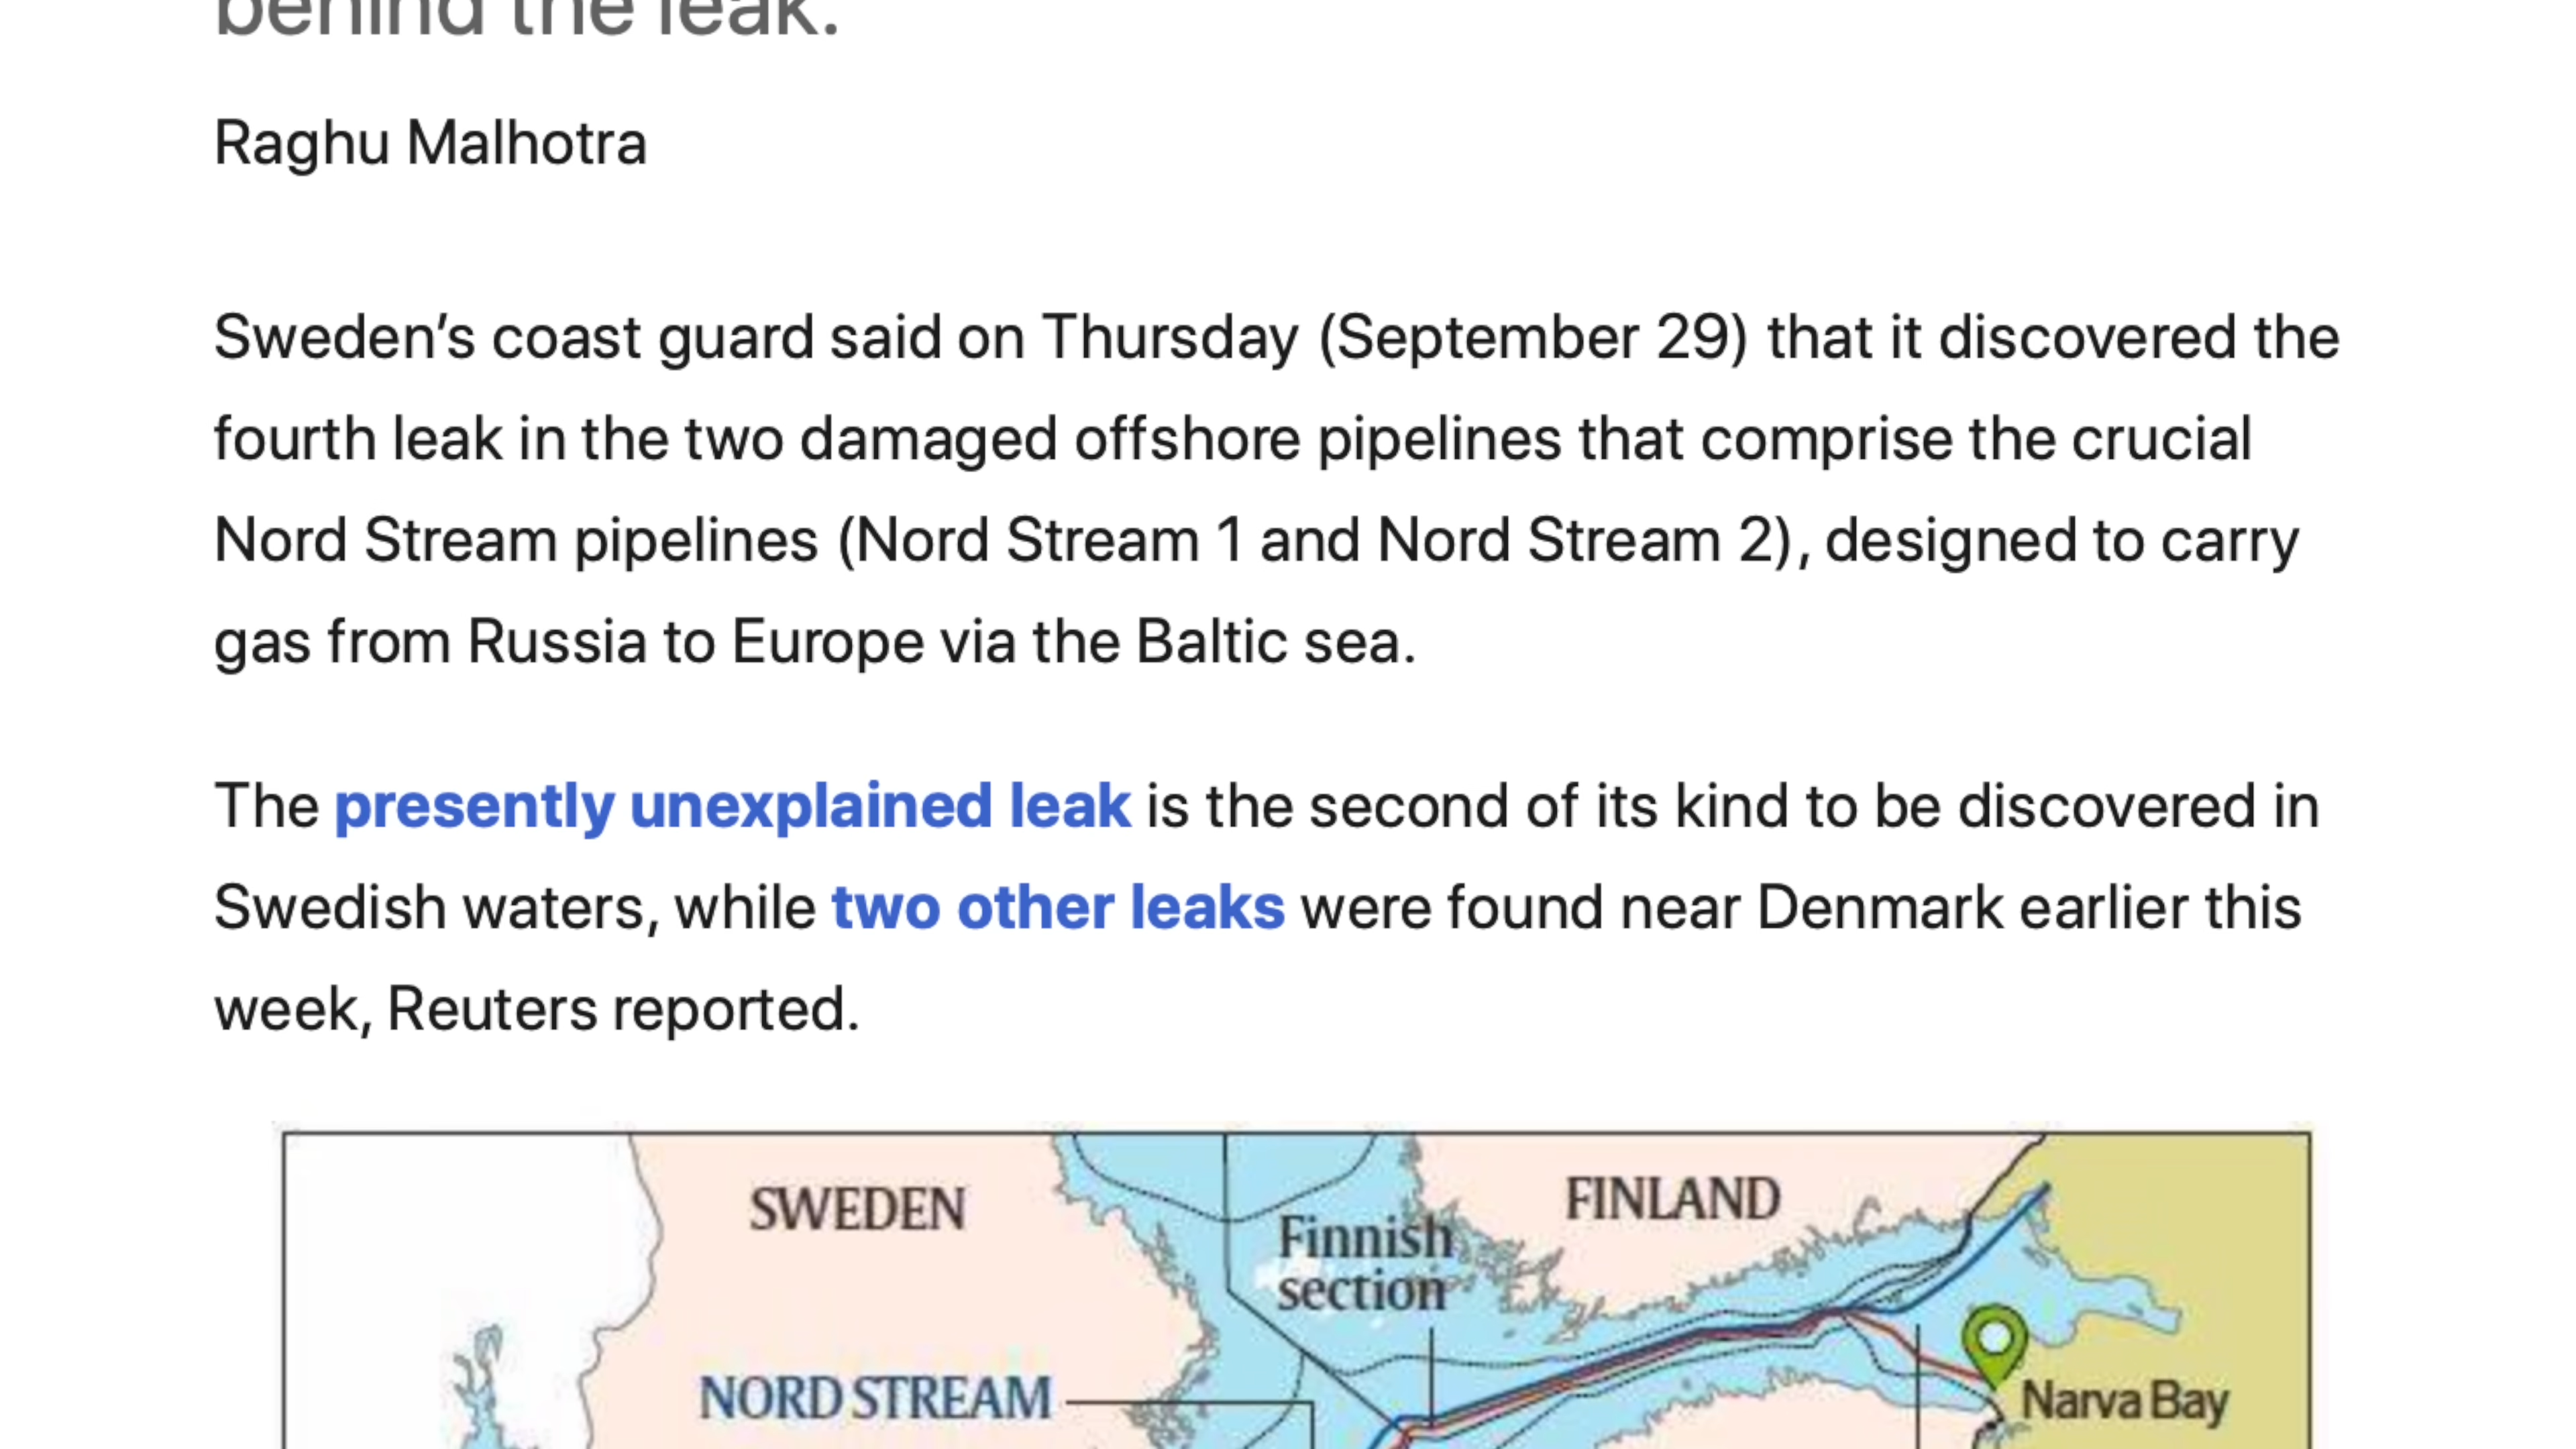 behind the leak.
Raghu Malhotra
Sweden’s coast guard said on Thursday (September 29) that it discovered the
fourth leak in the two damaged offshore pipelines that comprise the crucial
Nord Stream pipelines (Nord Stream 1 and Nord Stream 2), designed to carry
gas from Russia to Europe via the Baltic sea.
The presently unexplained leak is the second of its kind to be discovered in
Swedish waters, while two other leaks were found near Denmark earlier this
week, Reuters reported.
SWEDEN
FINLAND
Finnish
section
NORD STREAM
Narva Bay